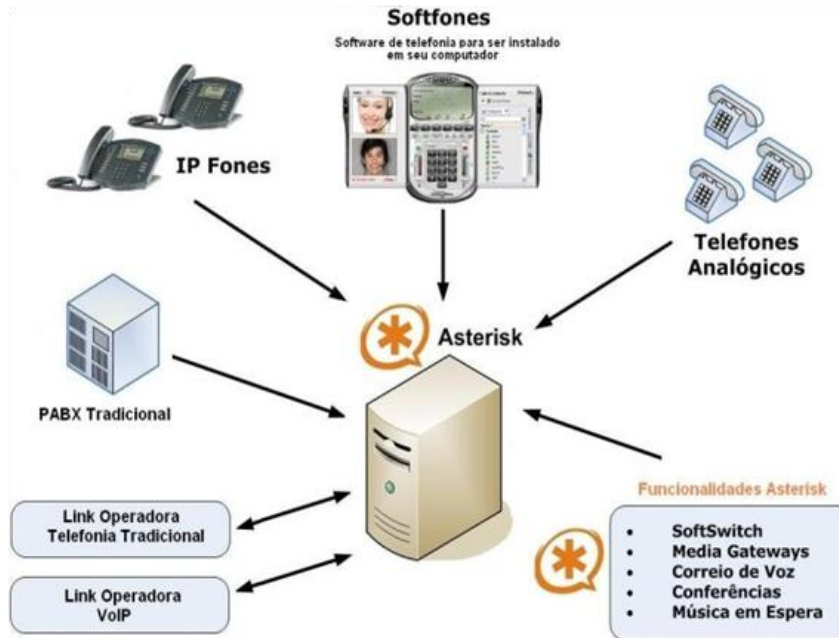 Softfones
Software de telefonia para ser instalado
em seu computador
IP Fones
Telefones
Analógicos
Asterisk
PABX Tradicional
Link Operadora
Telefonia Tradicional
Link Operadora
VoIP
Funcionalidades Asterisk
• SoftSwitch
• Media Gateways
• Correio de Voz
• Conferências
• Música em Espera